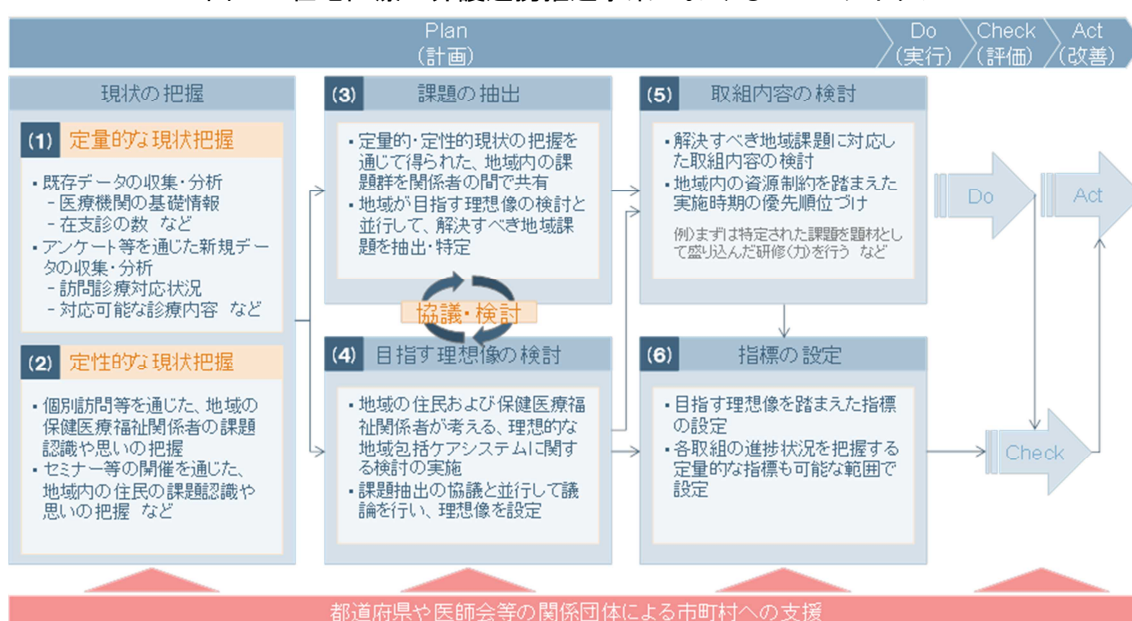 Plan
(計画)
Do
(実行)
Check
(評価)
Act
(改善)
現状の把握
(1) 定量的な現状把握
・既存データの収集・分析
－医療機関の基礎情報
－在支診の数 など
・アンケート等を通じた新規デー
タの収集・分析
－訪問診療対応状況
－対応可能な診療内容 など
(2) 定性的な現状把握
・個別訪問等を通じた、地域の
保健医療福祉関係者の課題
認識や思いの把握
・セミナー等の開催を通じた、
地域内の住民の課題認識や
思いの把握 など
(3) 課題の抽出
・定量的・定性的現状の把握を
通じて得られた、地域内の課
題群を関係者の間で共有
・地域が目指す理想像の検討と
並行して、解決すべき地域課
題を抽出・特定
協議・検討
(4) 目指す理想像の検討
・地域の住民および保健医療福
祉関係者が考える、理想的な
地域包括ケアシステムに関す
る検討の実施
・課題抽出の協議と並行して議
論を行い、理想像を設定
(5) 取組内容の検討
・解決すべき地域課題に対応し
た取組内容の検討
・地域内の資源制約を踏まえた
実施時期の優先順位づけ
例)まずは特定された課題を題材とし
て盛り込んだ研修(力)を行う など
(6) 指標の設定
・目指す理想像を踏まえた指標
の設定
・各取組の進捗状況を把握する
定量的な指標も可能な範囲で
設定
Do
Act
Check
都道府県や医師会等の関係団体による市町村への支援